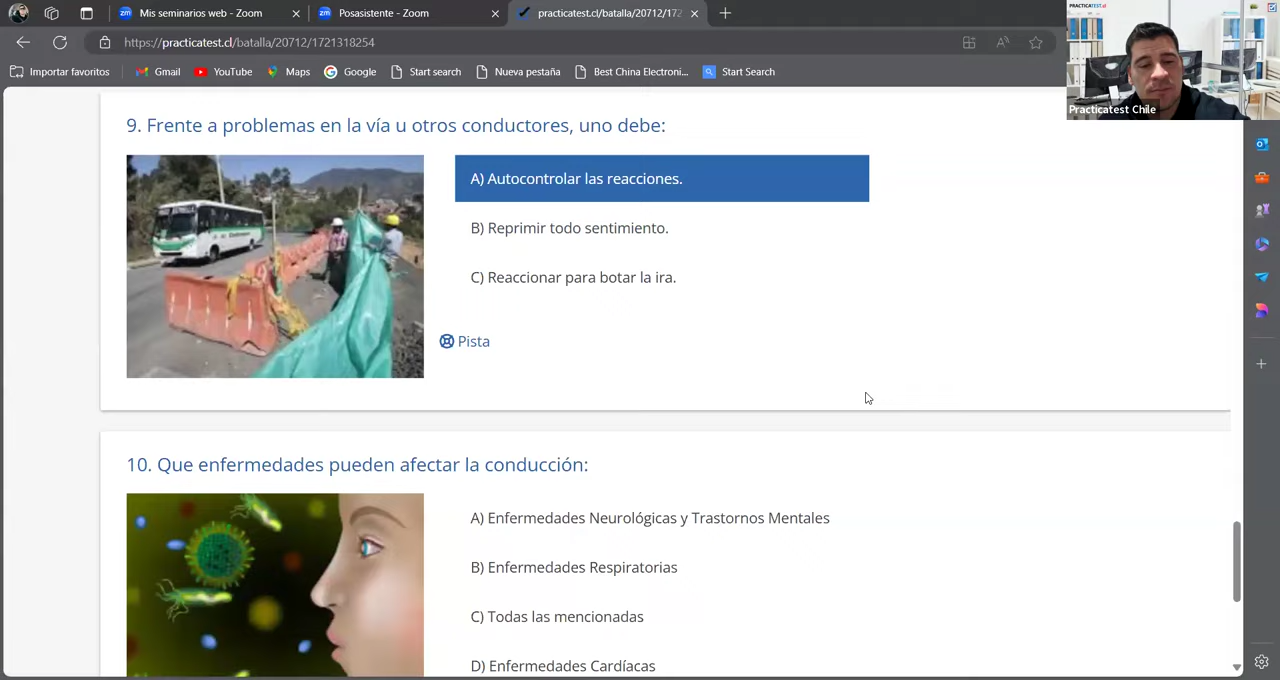 Mis seminarios web - Zoom
Posasistente - Zoom
practicatest.cl/batalla/20712/172
https://practicatest.cl/batalla/20712/1721318254
Importar favoritos
Gmail
YouTube
Maps
Google
Start search
Nueva pestaña
Best China Electroni...
Start Search
PRACTICATEST.cl
Practicatest Chile
9. Frente a problemas en la vía u otros conductores, uno debe:
A) Autocontrolar las reacciones.
B) Reprimir todo sentimiento.
C) Reaccionar para botar la ira.
Pista
10. Que enfermedades pueden afectar la conducción:
A) Enfermedades Neurológicas y Trastornos Mentales
B) Enfermedades Respiratorias
C) Todas las mencionadas
D) Enfermedades Cardíacas